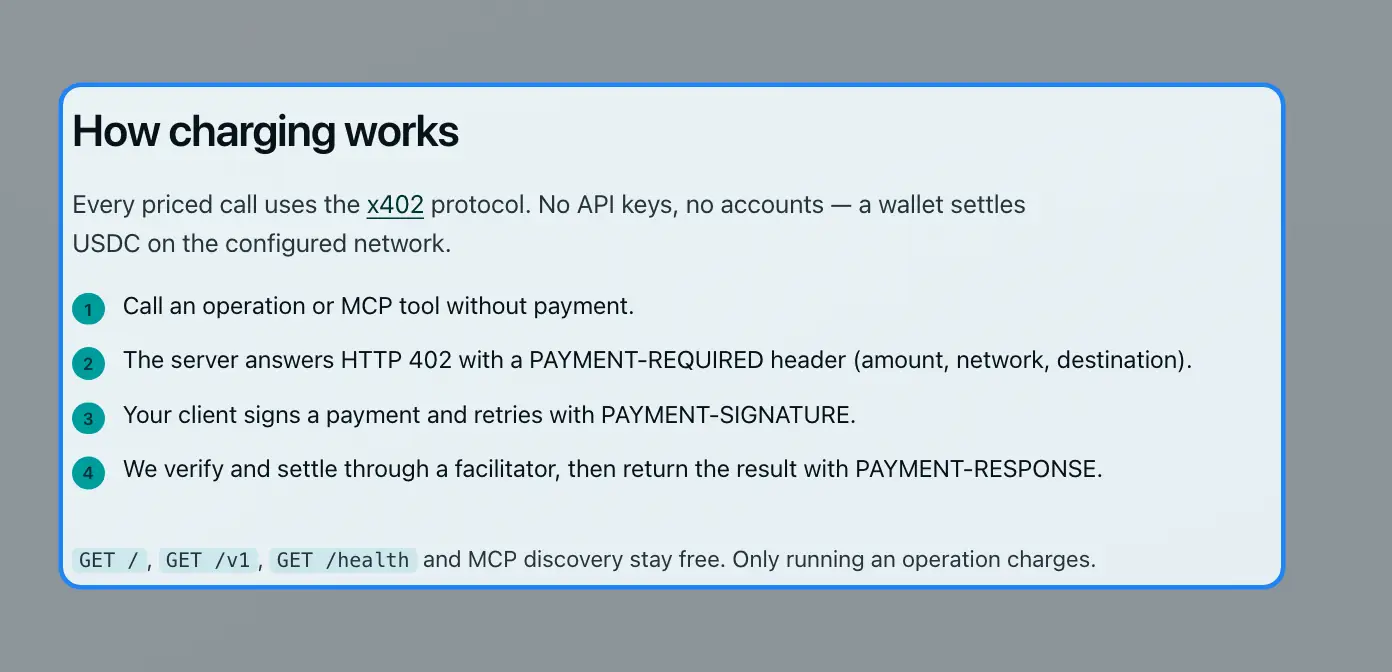 How charging works
Every priced call uses the x402 protocol. No API keys, no accounts — a wallet settles
USDC on the configured network.
1 Call an operation or MCP tool without payment.
2 The server answers HTTP 402 with a PAYMENT-REQUIRED header (amount, network, destination).
3 Your client signs a payment and retries with PAYMENT-SIGNATURE.
4 We verify and settle through a facilitator, then return the result with PAYMENT-RESPONSE.
GET /, GET /v1, GET /health and MCP discovery stay free. Only running an operation charges.